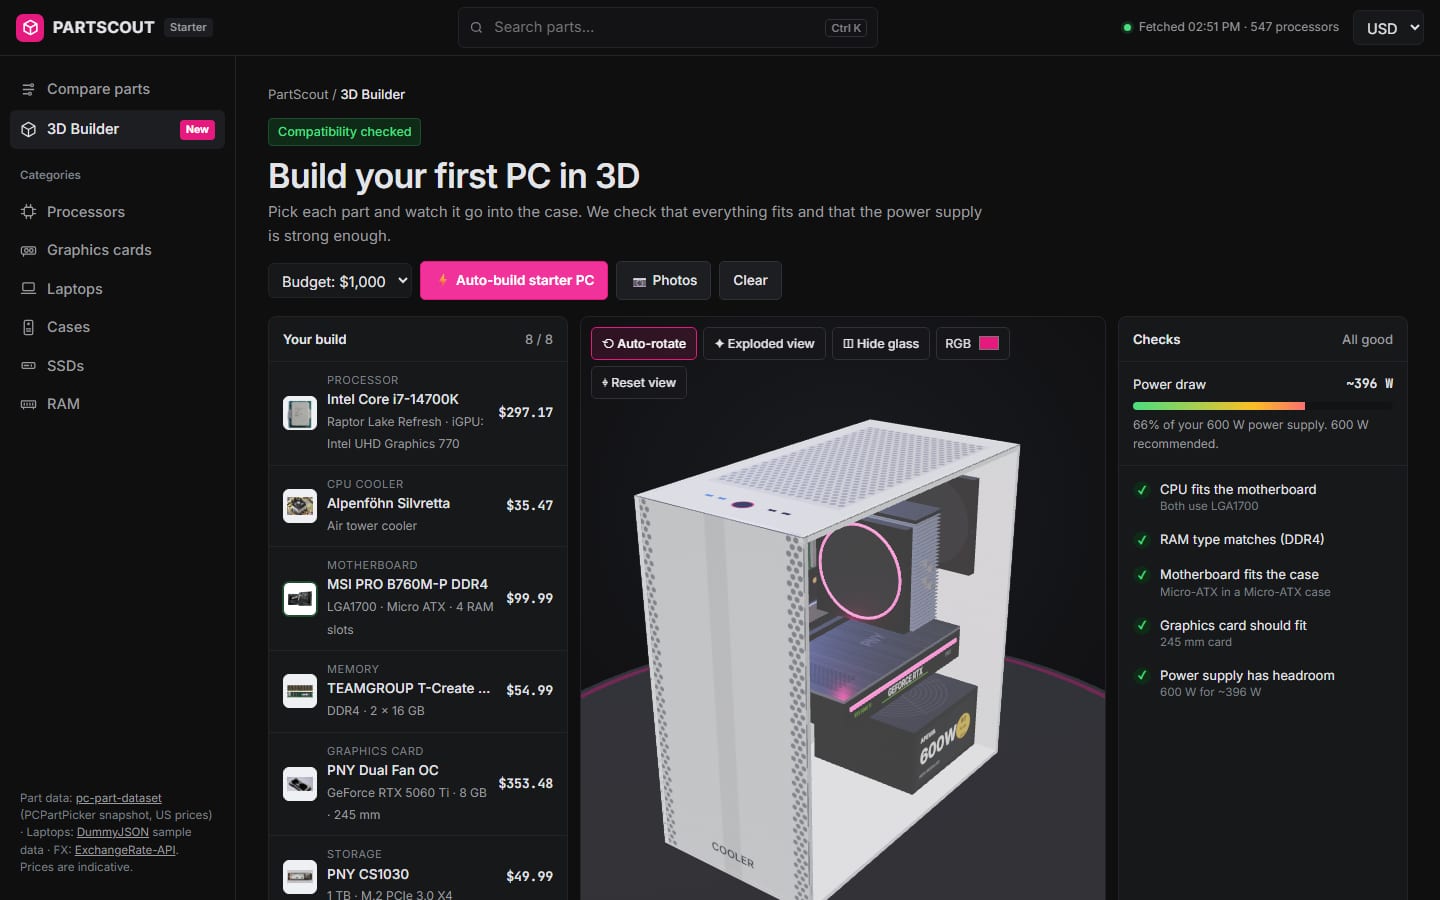 PARTSCOUT Starter
Search parts...
Ctrl K
Fetched 02:51 PM · 547 processors
USD
Compare parts
3D Builder New
Categories
Processors
Graphics cards
Laptops
Cases
SSDs
RAM
Part data: pc-part-dataset
(PCPartPicker snapshot, US prices)
· Laptops: DummyJSON sample
data · FX: ExchangeRate-API.
Prices are indicative.
PartScout / 3D Builder
Compatibility checked
Build your first PC in 3D
Pick each part and watch it go into the case. We check that everything fits and that the power supply
is strong enough.
Budget: $1,000
Auto-build starter PC
Photos
Clear
Your build 8 / 8
PROCESSOR
Intel Core i7-14700K
$297.17
Raptor Lake Refresh · iGPU:
Intel UHD Graphics 770
CPU COOLER
Alpenföhn Silvretta
$35.47
Air tower cooler
MOTHERBOARD
MSI PRO B760M-P DDR4
$99.99
LGA1700 · Micro ATX · 4 RAM
slots
MEMORY
TEAMGROUP T-Create ...
$54.99
DDR4 · 2 × 16 GB
GRAPHICS CARD
PNY Dual Fan OC
$353.48
GeForce RTX 5060 Ti · 8 GB
· 245 mm
STORAGE
PNY CS1030
$49.99
1 TB · M.2 PCIe 3.0 X4
Auto-rotate
Exploded view
Hide glass
RGB
Reset view
PNY
GEFORCE RTX
600W
COOLER
Checks All good
Power draw ~396 W
66% of your 600 W power supply. 600 W
recommended.
CPU fits the motherboard
Both use LGA1700
RAM type matches (DDR4)
Motherboard fits the case
Micro-ATX in a Micro-ATX case
Graphics card should fit
245 mm card
Power supply has headroom
600 W for ~396 W